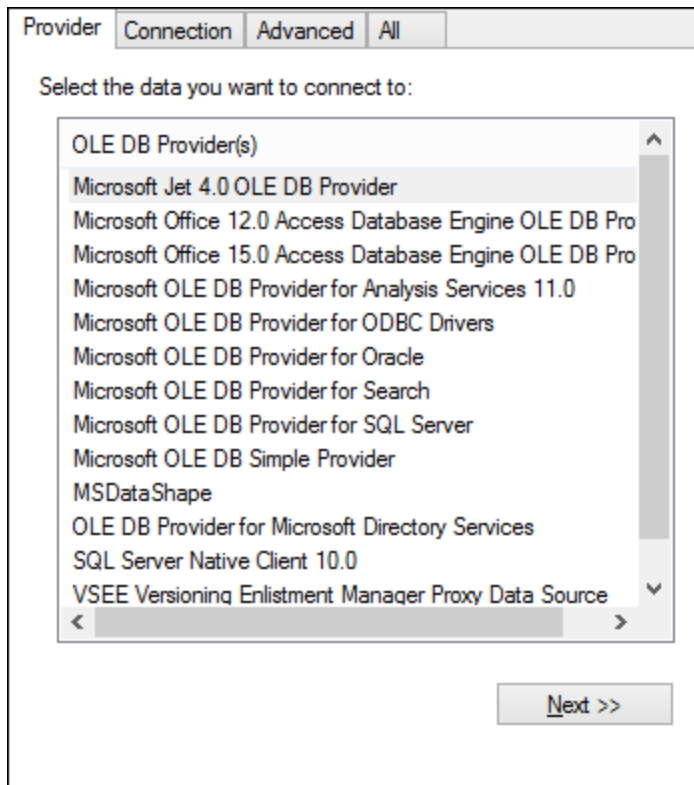 Provider Connection Advanced All
Select the data you want to connect to:
OLE DB Provider(s)
Microsoft Jet 4.0 OLE DB Provider
Microsoft Office 12.0 Access Database Engine OLE DB Pro
Microsoft Office 15.0 Access Database Engine OLE DB Pro
Microsoft OLE DB Provider for Analysis Services 11.0
Microsoft OLE DB Provider for ODBC Drivers
Microsoft OLE DB Provider for Oracle
Microsoft OLE DB Provider for Search
Microsoft OLE DB Provider for SQL Server
Microsoft OLE DB Simple Provider
MSDataShape
OLE DB Provider for Microsoft Directory Services
SQL Server Native Client 10.0
VSEE Versioning Enlistment Manager Proxy Data Source
Next >>